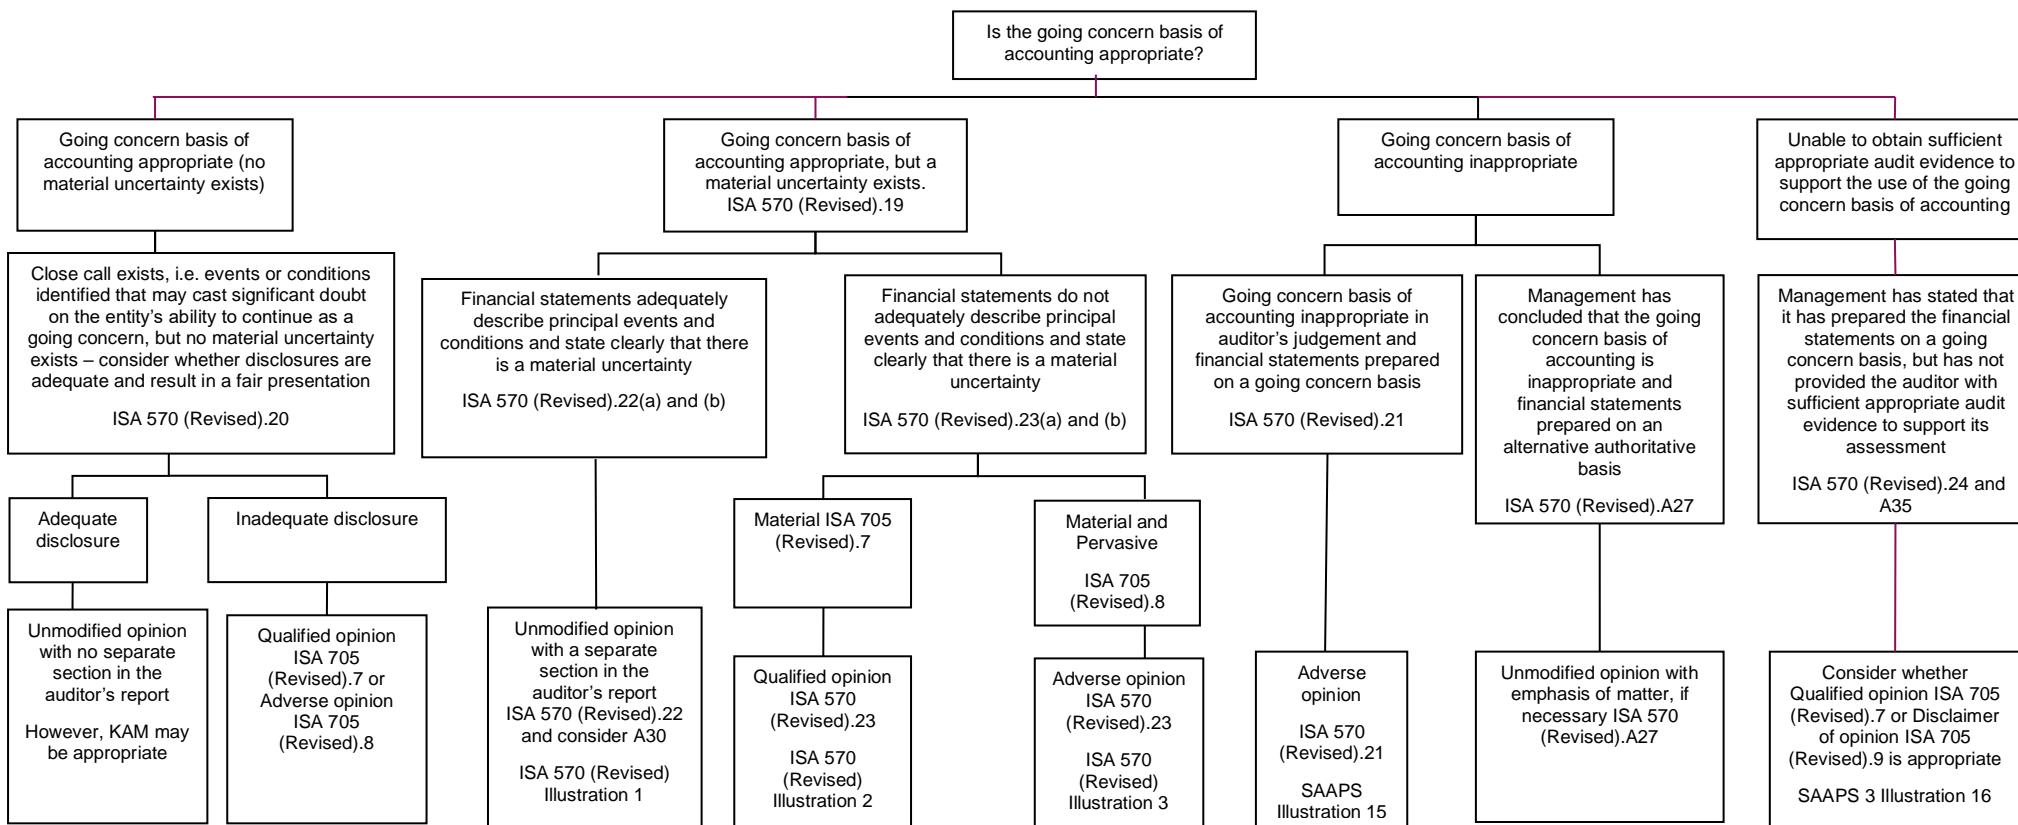 Is the going concern basis of
accounting appropriate?
Going concern basis of
accounting appropriate (no
material uncertainty exists)
Going concern basis of
accounting appropriate, but a
material uncertainty exists.
ISA 570 (Revised).19
Going concern basis of
accounting inappropriate
Unable to obtain sufficient
appropriate audit evidence to
support the use of the going
concern basis of accounting
Close call exists, i.e. events or conditions
identified that may cast significant doubt
on the entity’s ability to continue as a
going concern, but no material uncertainty
exists – consider whether disclosures are
adequate and result in a fair presentation
ISA 570 (Revised).20
Financial statements adequately
describe principal events and
conditions and state clearly that there
is a material uncertainty
ISA 570 (Revised).22(a) and (b)
Financial statements do not
adequately describe principal
events and conditions and state
clearly that there is a material
uncertainty
ISA 570 (Revised).23(a) and (b)
Going concern basis of
accounting inappropriate in
auditor’s judgement and
financial statements prepared
on a going concern basis
ISA 570 (Revised).21
Management has
concluded that the going
concern basis of
accounting is
inappropriate and
financial statements
prepared on an
alternative authoritative
basis
ISA 570 (Revised).A27
Management has stated that
it has prepared the financial
statements on a going
concern basis, but has not
provided the auditor with
sufficient appropriate audit
evidence to support its
assessment
ISA 570 (Revised).24 and
A35
Adequate
disclosure
Inadequate disclosure
Material ISA 705
(Revised).7
Material and
Pervasive
ISA 705
(Revised).8
Unmodified opinion
with no separate
section in the
auditor’s report
However, KAM may
be appropriate
Qualified opinion
ISA 705
(Revised).7 or
Adverse opinion
ISA 705
(Revised).8
Unmodified opinion
with a separate
section in the
auditor’s report
ISA 570 (Revised).22
and consider A30
ISA 570 (Revised)
Illustration 1
Qualified opinion
ISA 570
(Revised).23
ISA 570
(Revised)
Illustration 2
Adverse opinion
ISA 570
(Revised).23
ISA 570
(Revised)
Illustration 3
Adverse
opinion
ISA 570
(Revised).21
SAAPS
Illustration 15
Unmodified opinion with
emphasis of matter, if
necessary ISA 570
(Revised).A27
Consider whether
Qualified opinion ISA 705
(Revised).7 or Disclaimer
of opinion ISA 705
(Revised).9 is appropriate
SAAPS 3 Illustration 16